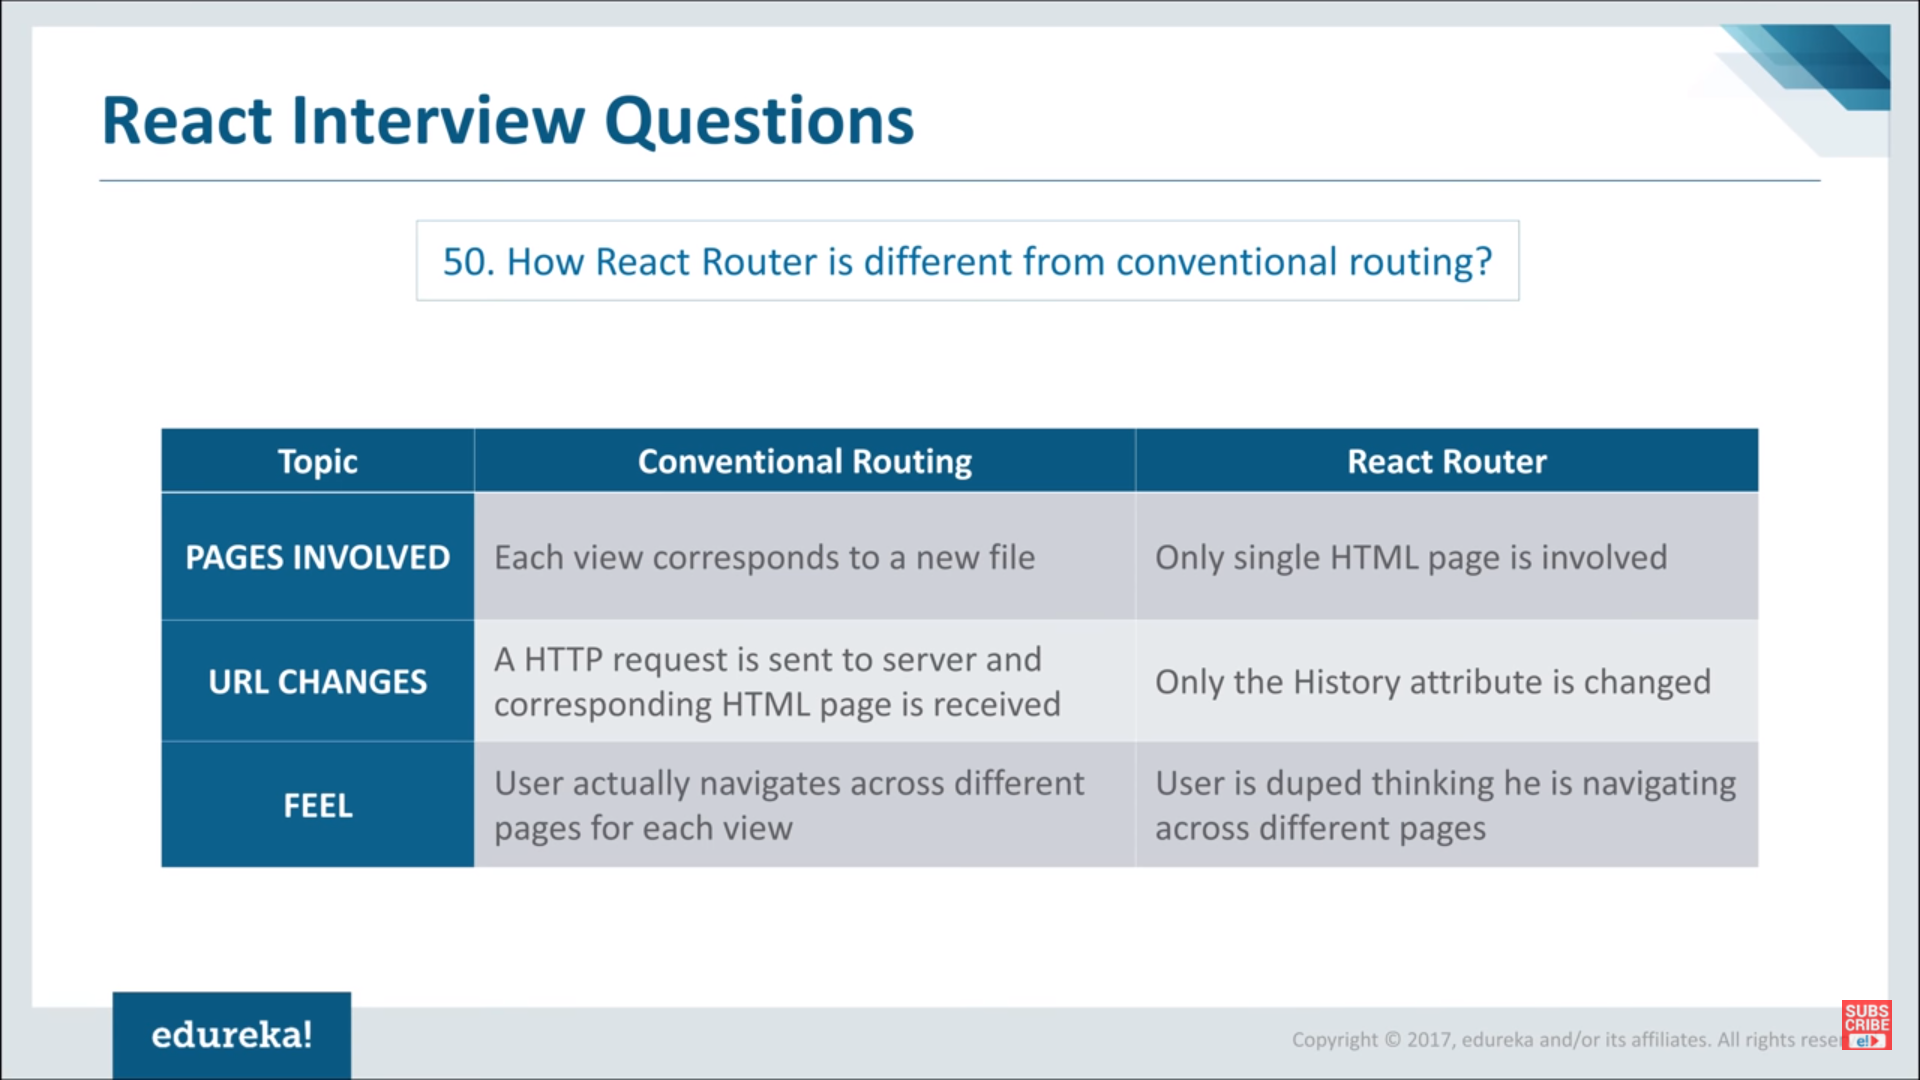 React Interview Questions
50. How React Router is different from conventional routing?
Topic
Conventional Routing
React Router
PAGES INVOLVED
Each view corresponds to a new file
Only single HTML page is involved
URL CHANGES
A HTTP request is sent to server and
corresponding HTML page is received
Only the History attribute is changed
FEEL
User actually navigates across different
pages for each view
User is duped thinking he is navigating
across different pages
edureka!
Copyright © 2017, edureka and/or its affiliates. All rights rese
SUBS
CRIBE
e!